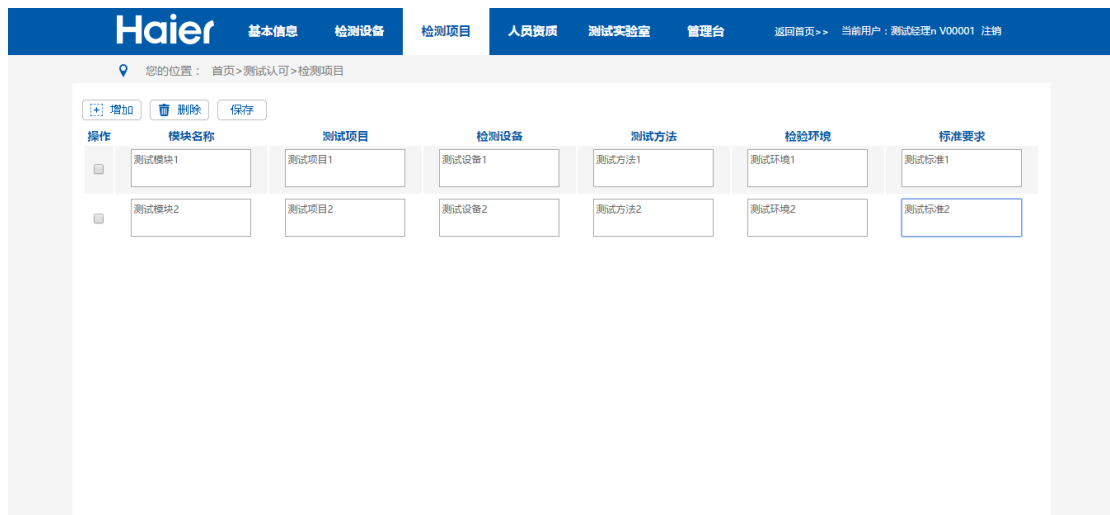 Haier 基本信息 检测设备 检测项目 人员资质 测试实验室 管理台 返回首页>> 当前用户：测试经理n V00001 注销
您的位置： 首页>测试认可>检测项目
增加 删除 保存
操作 模块名称 测试项目 检测设备 测试方法 检验环境 标准要求
测试模块1 测试项目1 测试设备1 测试方法1 测试环境1 测试标准1
测试模块2 测试项目2 测试设备2 测试方法2 测试环境2 测试标准2